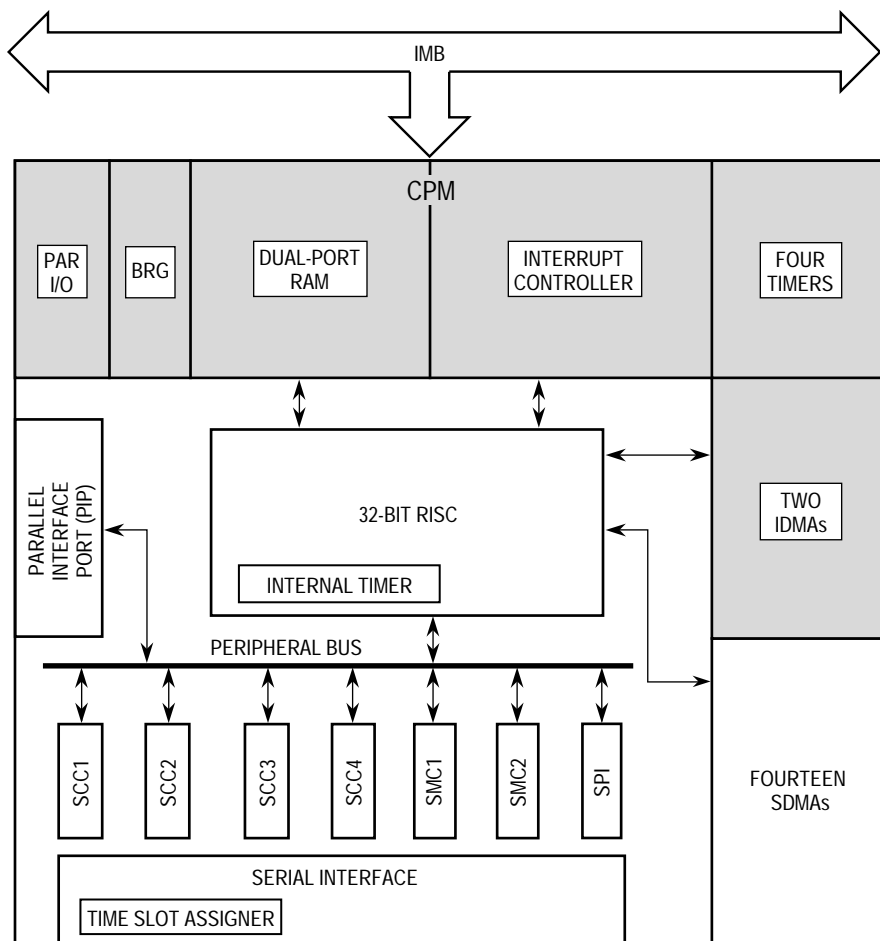 IMB
CPM
PAR
I/O
BRG
DUAL-PORT
RAM
INTERRUPT
CONTROLLER
FOUR
TIMERS
PARALLEL
INTERFACE
PORT (PIP)
32-BIT RISC
INTERNAL TIMER
TWO
IDMAs
PERIPHERAL BUS
SCC1
SCC2
SCC3
SCC4
SMC1
SMC2
SPI
FOURTEEN
SDMAs
SERIAL INTERFACE
TIME SLOT ASSIGNER